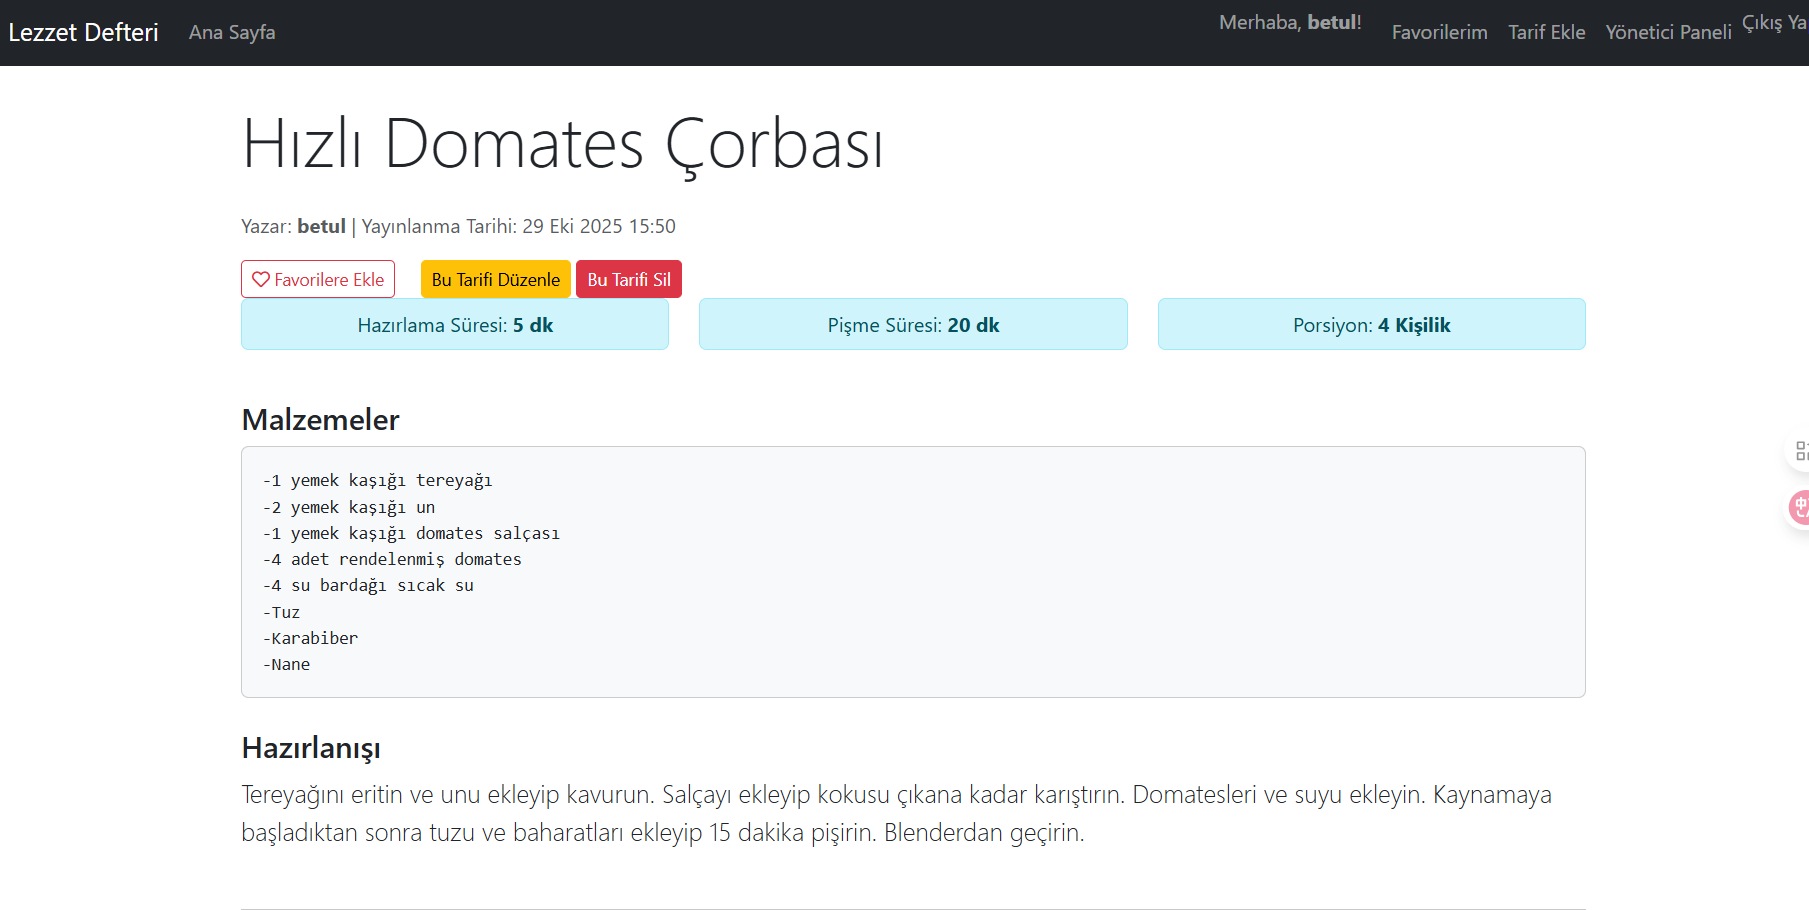 Lezzet Defteri Ana Sayfa Merhaba, betul! Favorilerim Tarif Ekle Yönetici Paneli Çıkış Ya
Hızlı Domates Çorbası
Yazar: betul | Yayınlanma Tarihi: 29 Eki 2025 15:50
Favorilere Ekle Bu Tarifi Düzenle Bu Tarifi Sil
Hazırlama Süresi: 5 dk Pişme Süresi: 20 dk Porsiyon: 4 Kişilik
Malzemeler
-1 yemek kaşığı tereyağı
-2 yemek kaşığı un
-1 yemek kaşığı domates salçası
-4 adet rendelenmiş domates
-4 su bardağı sıcak su
-Tuz
-Karabiber
-Nane
Hazırlanışı
Tereyağını eritin ve unu ekleyip kavurun. Salçayı ekleyip kokusu çıkana kadar karıştırın. Domatesleri ve suyu ekleyin. Kaynamaya
başladıktan sonra tuzu ve baharatları ekleyip 15 dakika pişirin. Blenderdan geçirin.